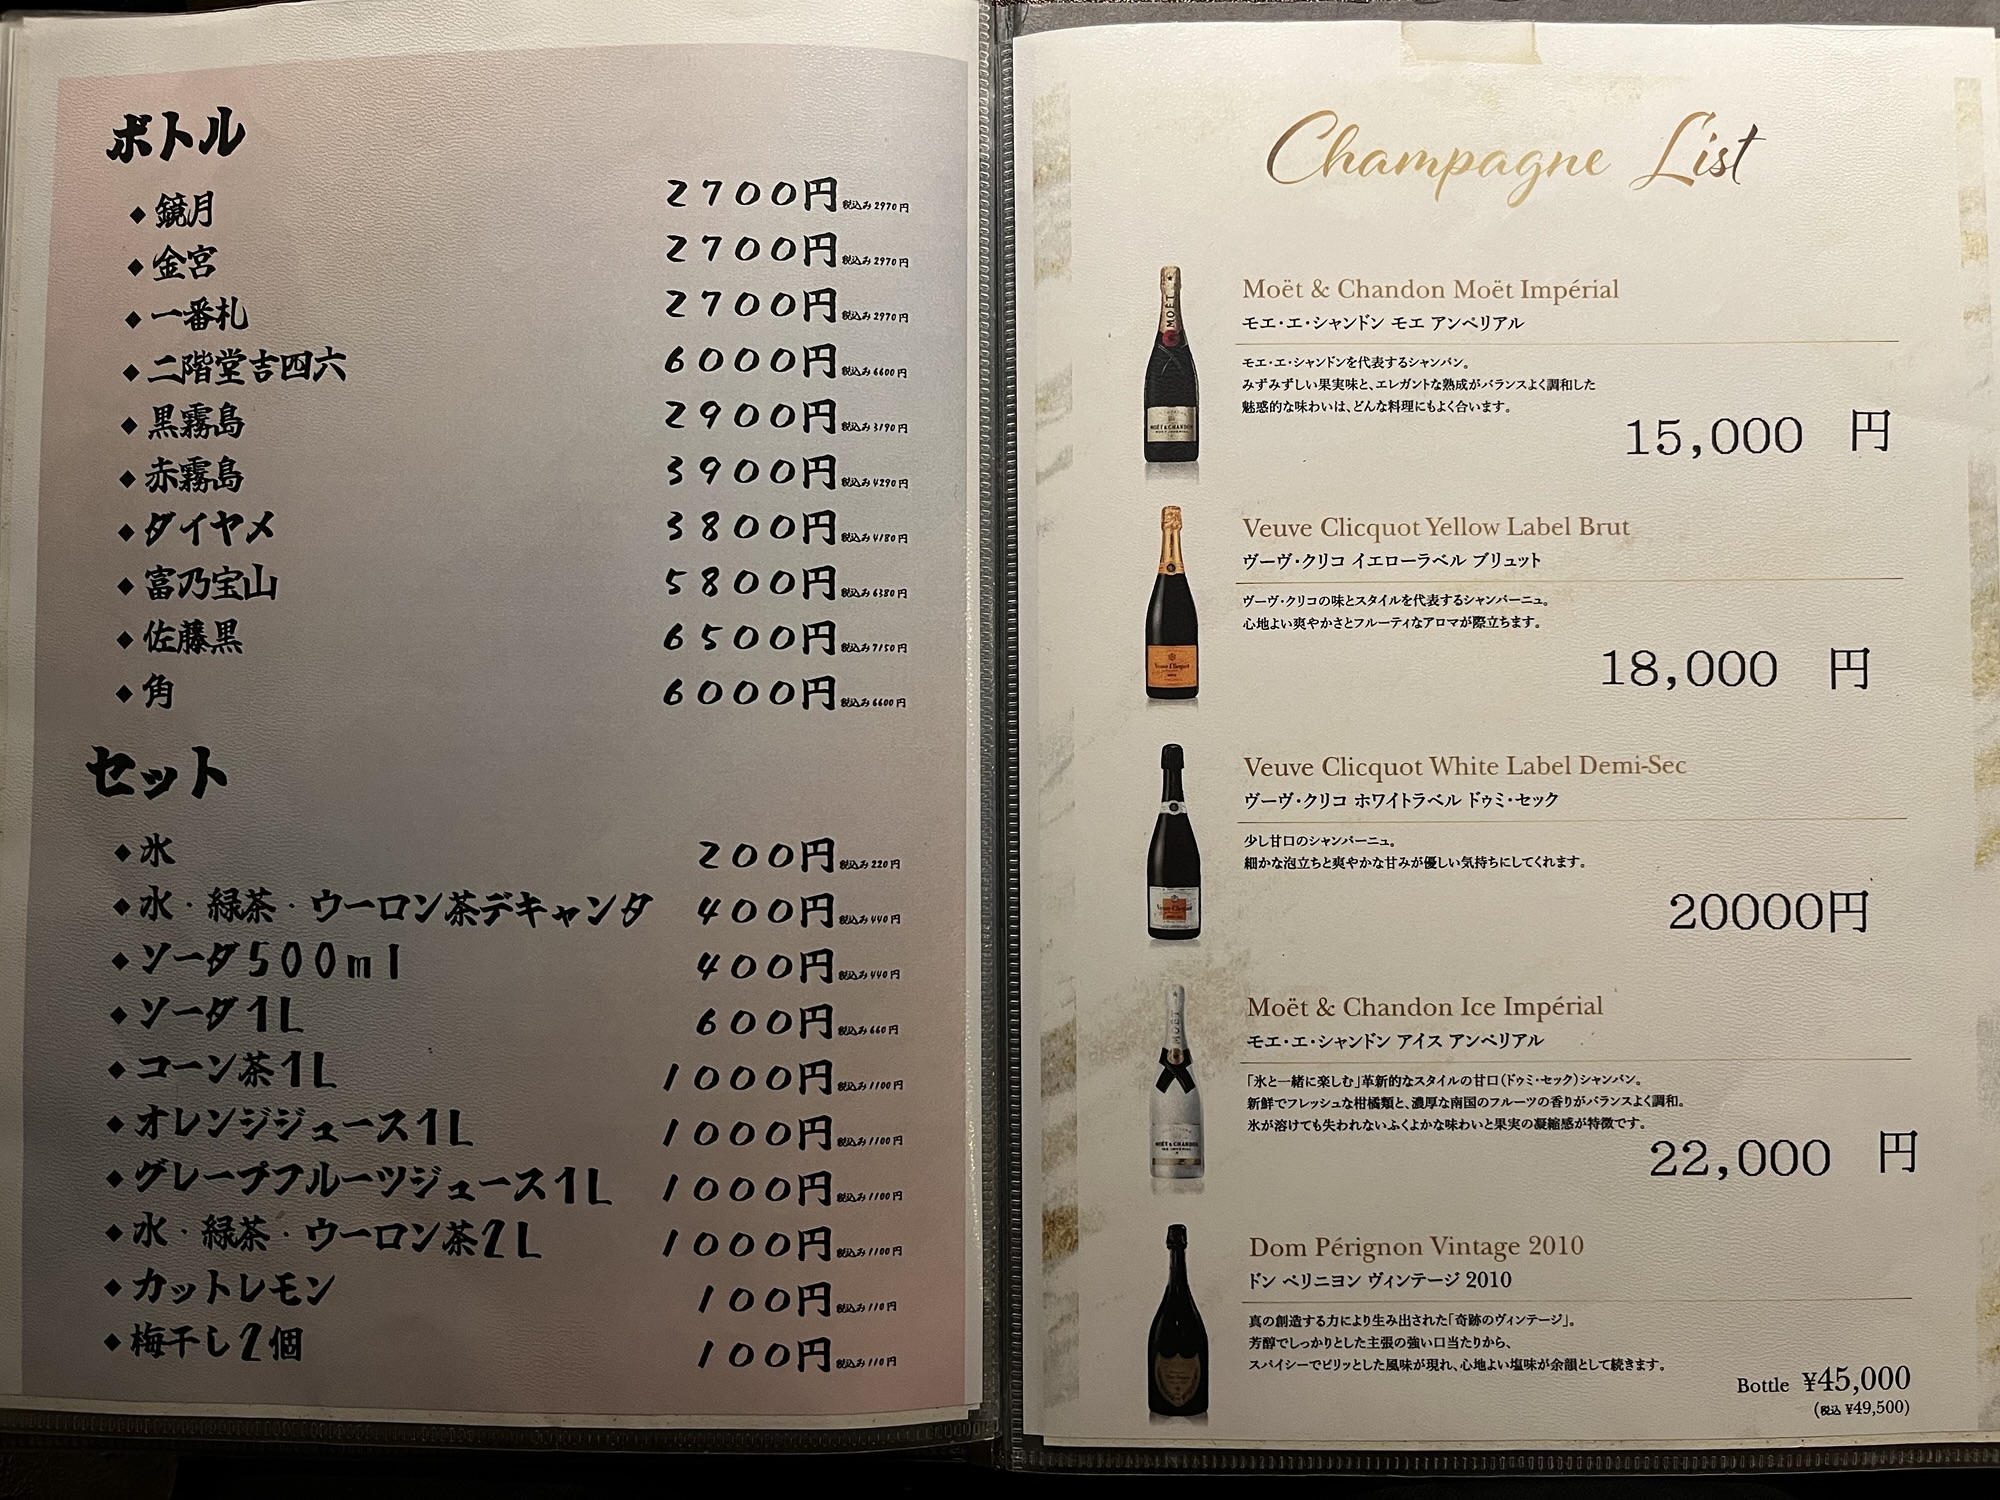 ボトル
◆鏡月 2700円 税込み2970円
◆金宮 2700円 税込み2970円
◆一番札 2700円 税込み2970円
◆二階堂吉四六 6000円 税込み6600円
◆黒霧島 2900円 税込み3190円
◆赤霧島 3900円 税込み4290円
◆ダイヤメ 3800円 税込み4180円
◆富乃宝山 5800円 税込み6380円
◆佐藤黒 6500円 税込み7150円
◆角 6000円 税込み6600円
セット
◆氷 200円 税込み220円
◆水・緑茶・ウーロン茶デキャンタ 400円 税込み440円
◆ソーダ500ml 400円 税込み440円
◆ソーダ1L 600円 税込み660円
◆コーン茶1L 1000円 税込み1100円
◆オレンジジュース1L 1000円 税込み1100円
◆グレープフルーツジュース1L 1000円 税込み1100円
◆水・緑茶・ウーロン茶2L 1000円 税込み1100円
◆カットレモン 100円 税込み110円
◆梅干し2個 100円 税込み110円
Champagne List
Moët & Chandon Moët Impérial
モエ・エ・シャンドン モエ アンペリアル
モエ・エ・シャンドンを代表するシャンパン。
みずみずしい果実味と、エレガントな熟成がバランスよく調和した
魅惑的な味わいは、どんな料理にもよく合います。
15,000 円
Veuve Clicquot Yellow Label Brut
ヴーヴ・クリコ イエローラベル ブリュット
ヴーヴ・クリコの味とスタイルを代表するシャンパーニュ。
心地よい爽やかさとフルーティなアロマが際立ちます。
18,000 円
Veuve Clicquot White Label Demi-Sec
ヴーヴ・クリコ ホワイトラベル ドゥミ・セック
少し甘口のシャンパーニュ。
細かな泡立ちと爽やかな甘みが優しい気持ちにしてくれます。
20000円
Moët & Chandon Ice Impérial
モエ・エ・シャンドン アイス アンペリアル
「氷と一緒に楽しむ」革新的なスタイルの甘口(ドゥミ・セック)シャンパン。
新鮮でフレッシュな柑橘類と、濃厚な南国のフルーツの香りがバランスよく調和。
氷が溶けても失われないふくよかな味わいと果実の凝縮感が特徴です。
22,000 円
Dom Pérignon Vintage 2010
ドン ペリニヨン ヴィンテージ 2010
真の創造する力により生み出された「奇跡のヴィンテージ」。
芳醇でしっかりとした主張の強い口当たりから、
スパイシーでピリッとした風味が現れ、心地よい塩味が余韻として続きます。
Bottle ¥45,000
(税込 ¥49,500)